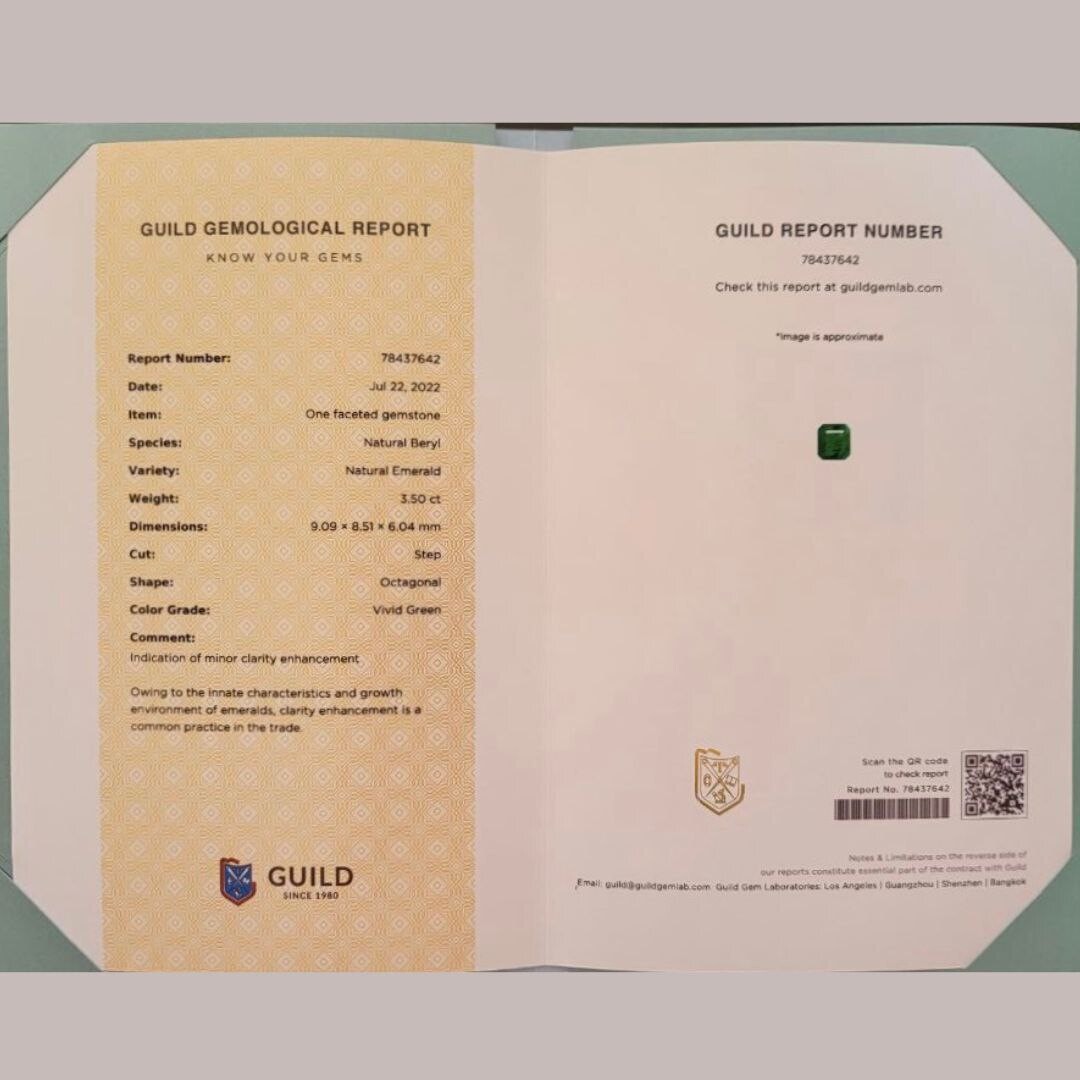 GUILD GEMOLOGICAL REPORT
KNOW YOUR GEMS
Report Number: 78437642
Date: Jul 22, 2022
Item: One faceted gemstone
Species: Natural Beryl
Variety: Natural Emerald
Weight: 3.50 ct
Dimensions: 9.09 × 8.51 × 6.04 mm
Cut: Step
Shape: Octagonal
Color Grade: Vivid Green
Comment:
Indication of minor clarity enhancement
Owing to the innate characteristics and growth
environment of emeralds, clarity enhancement is a
common practice in the trade.
GUILD
SINCE 1980
GUILD REPORT NUMBER
78437642
Check this report at guildgemlab.com
*Image is approximate
Scan the QR code
to check report
Report No. 78437642
Notes & Limitations on the reverse side of
our reports constitute essential part of the contract with Guild
Email: guild@guildgemlab.com Guild Gem Laboratories: Los Angeles | Guangzhou | Shenzhen | Bangkok